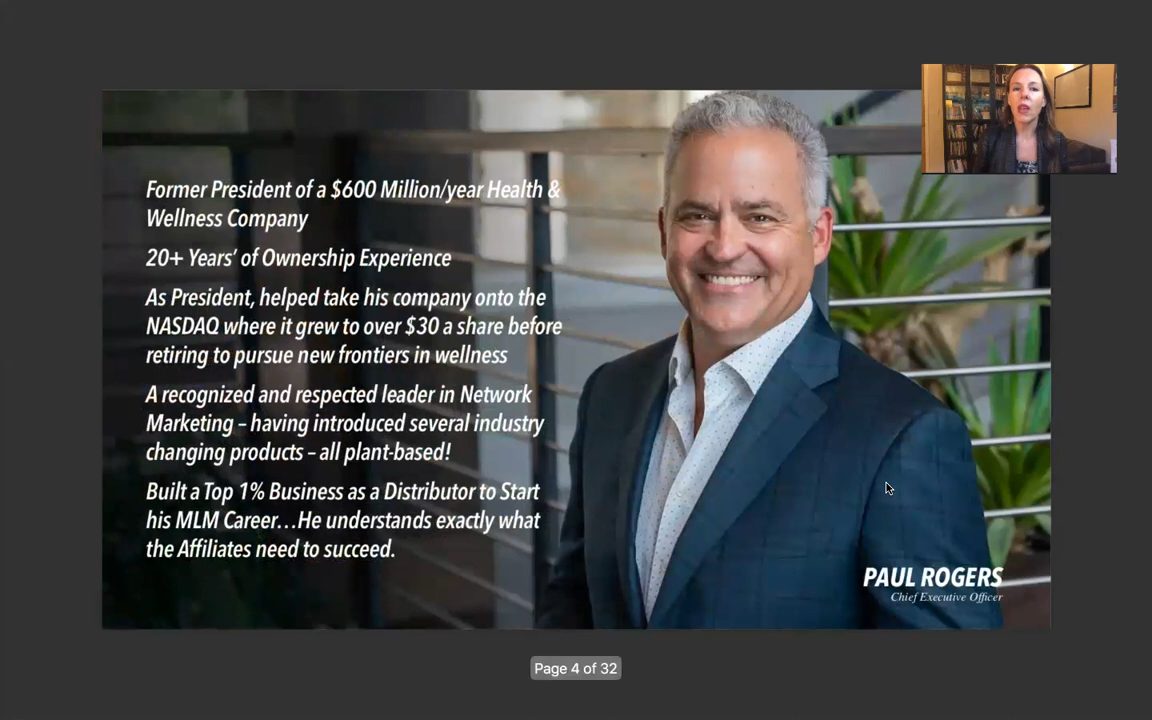 Former President of a $600 Million/year Health &
Wellness Company
20+ Years' of Ownership Experience
As President, helped take his company onto the
NASDAQ where it grew to over $30 a share before
retiring to pursue new frontiers in wellness
A recognized and respected leader in Network
Marketing – having introduced several industry
changing products – all plant-based!
Built a Top 1% Business as a Distributor to Start
his MLM Career…He understands exactly what
the Affiliates need to succeed.
PAUL ROGERS
Chief Executive Officer
Page 4 of 32